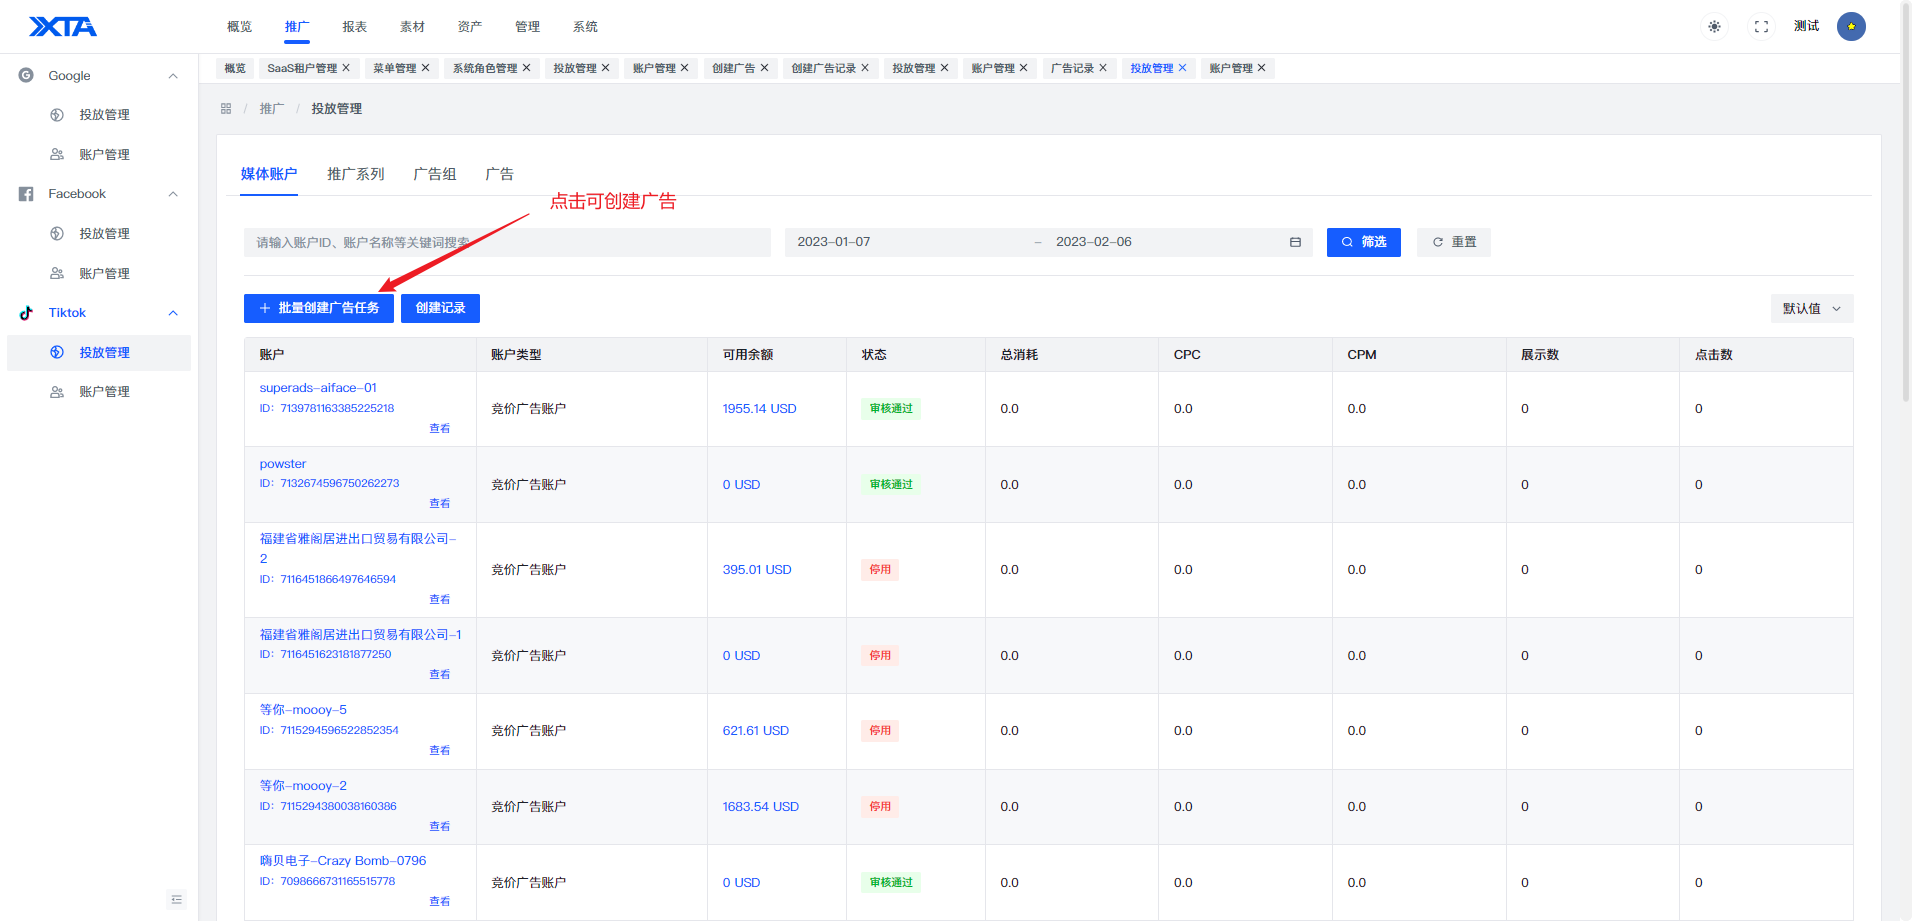 XTA
概览
推广
报表
素材
资产
管理
系统
测试
Google
投放管理
账户管理
Facebook
投放管理
账户管理
Tiktok
投放管理
账户管理
概览
SaaS租户管理 ×
菜单管理 ×
系统角色管理 ×
投放管理 ×
账户管理 ×
创建广告 ×
创建广告记录 ×
投放管理 ×
账户管理 ×
广告记录 ×
投放管理 ×
账户管理 ×
/ 推广 / 投放管理
媒体账户
推广系列
广告组
广告
点击可创建广告
请输入账户ID、账户名称等关键词搜索
2023-01-07 – 2023-02-06
筛选
重置
+ 批量创建广告任务
创建记录
默认值
账户 账户类型 可用余额 状态 总消耗 CPC CPM 展示数 点击数
superads-aiface-01
ID: 7139781163385225218
查看
竞价广告账户 1955.14 USD 审核通过 0.0 0.0 0.0 0 0
powster
ID: 7132674596750262273
查看
竞价广告账户 0 USD 审核通过 0.0 0.0 0.0 0 0
福建省雅阁居进出口贸易有限公司-
2
ID: 7116451866497646594
查看
竞价广告账户 395.01 USD 停用 0.0 0.0 0.0 0 0
福建省雅阁居进出口贸易有限公司-1
ID: 7116451623181877250
查看
竞价广告账户 0 USD 停用 0.0 0.0 0.0 0 0
等你-moooy-5
ID: 7115294596522852354
查看
竞价广告账户 621.61 USD 停用 0.0 0.0 0.0 0 0
等你-moooy-2
ID: 7115294380038160386
查看
竞价广告账户 1683.54 USD 停用 0.0 0.0 0.0 0 0
嗨贝电子-Crazy Bomb-0796
ID: 7098666731165515778
查看
竞价广告账户 0 USD 审核通过 0.0 0.0 0.0 0 0